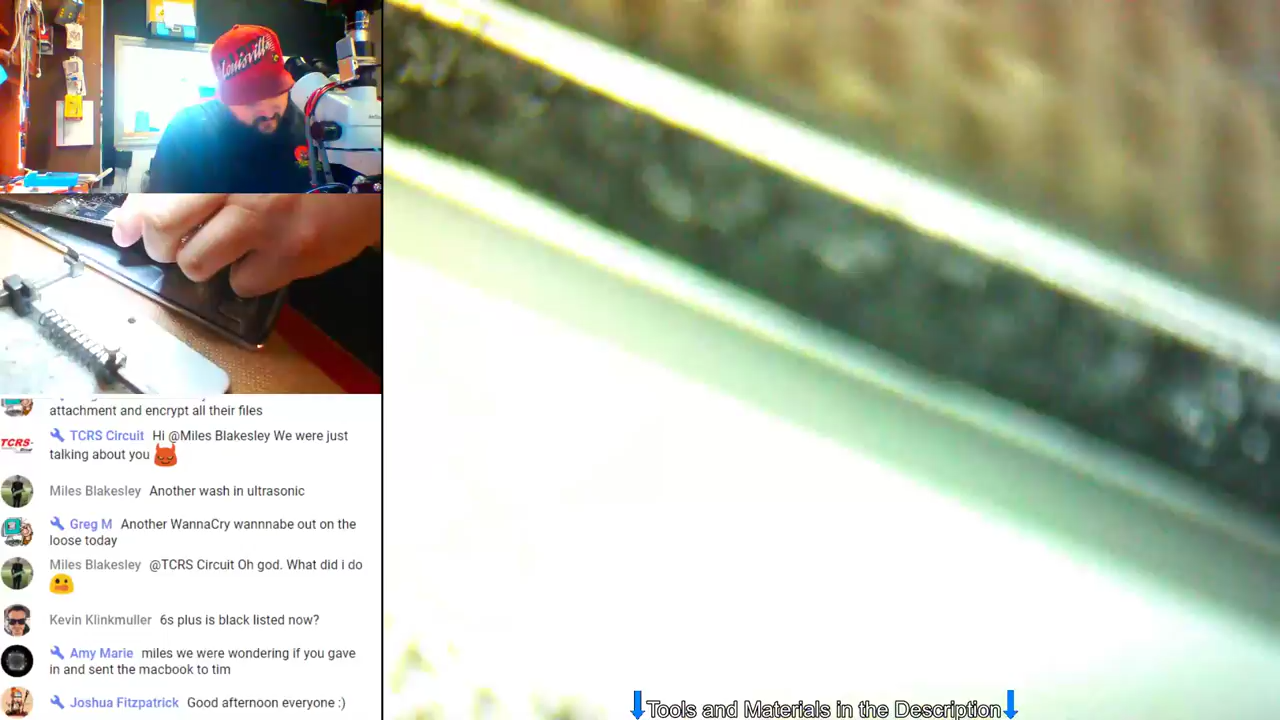 Louisville
attachment and encrypt all their files
TCRS Circuit Hi @Miles Blakesley We were just
talking about you
TCRS
Miles Blakesley Another wash in ultrasonic
Greg M Another WannaCry wannnabe out on the
loose today
Miles Blakesley @TCRS Circuit Oh god. What did i do
Kevin Klinkmuller 6s plus is black listed now?
Amy Marie miles we were wondering if you gave
in and sent the macbook to tim
Joshua Fitzpatrick Good afternoon everyone :)
Tools and Materials in the Description